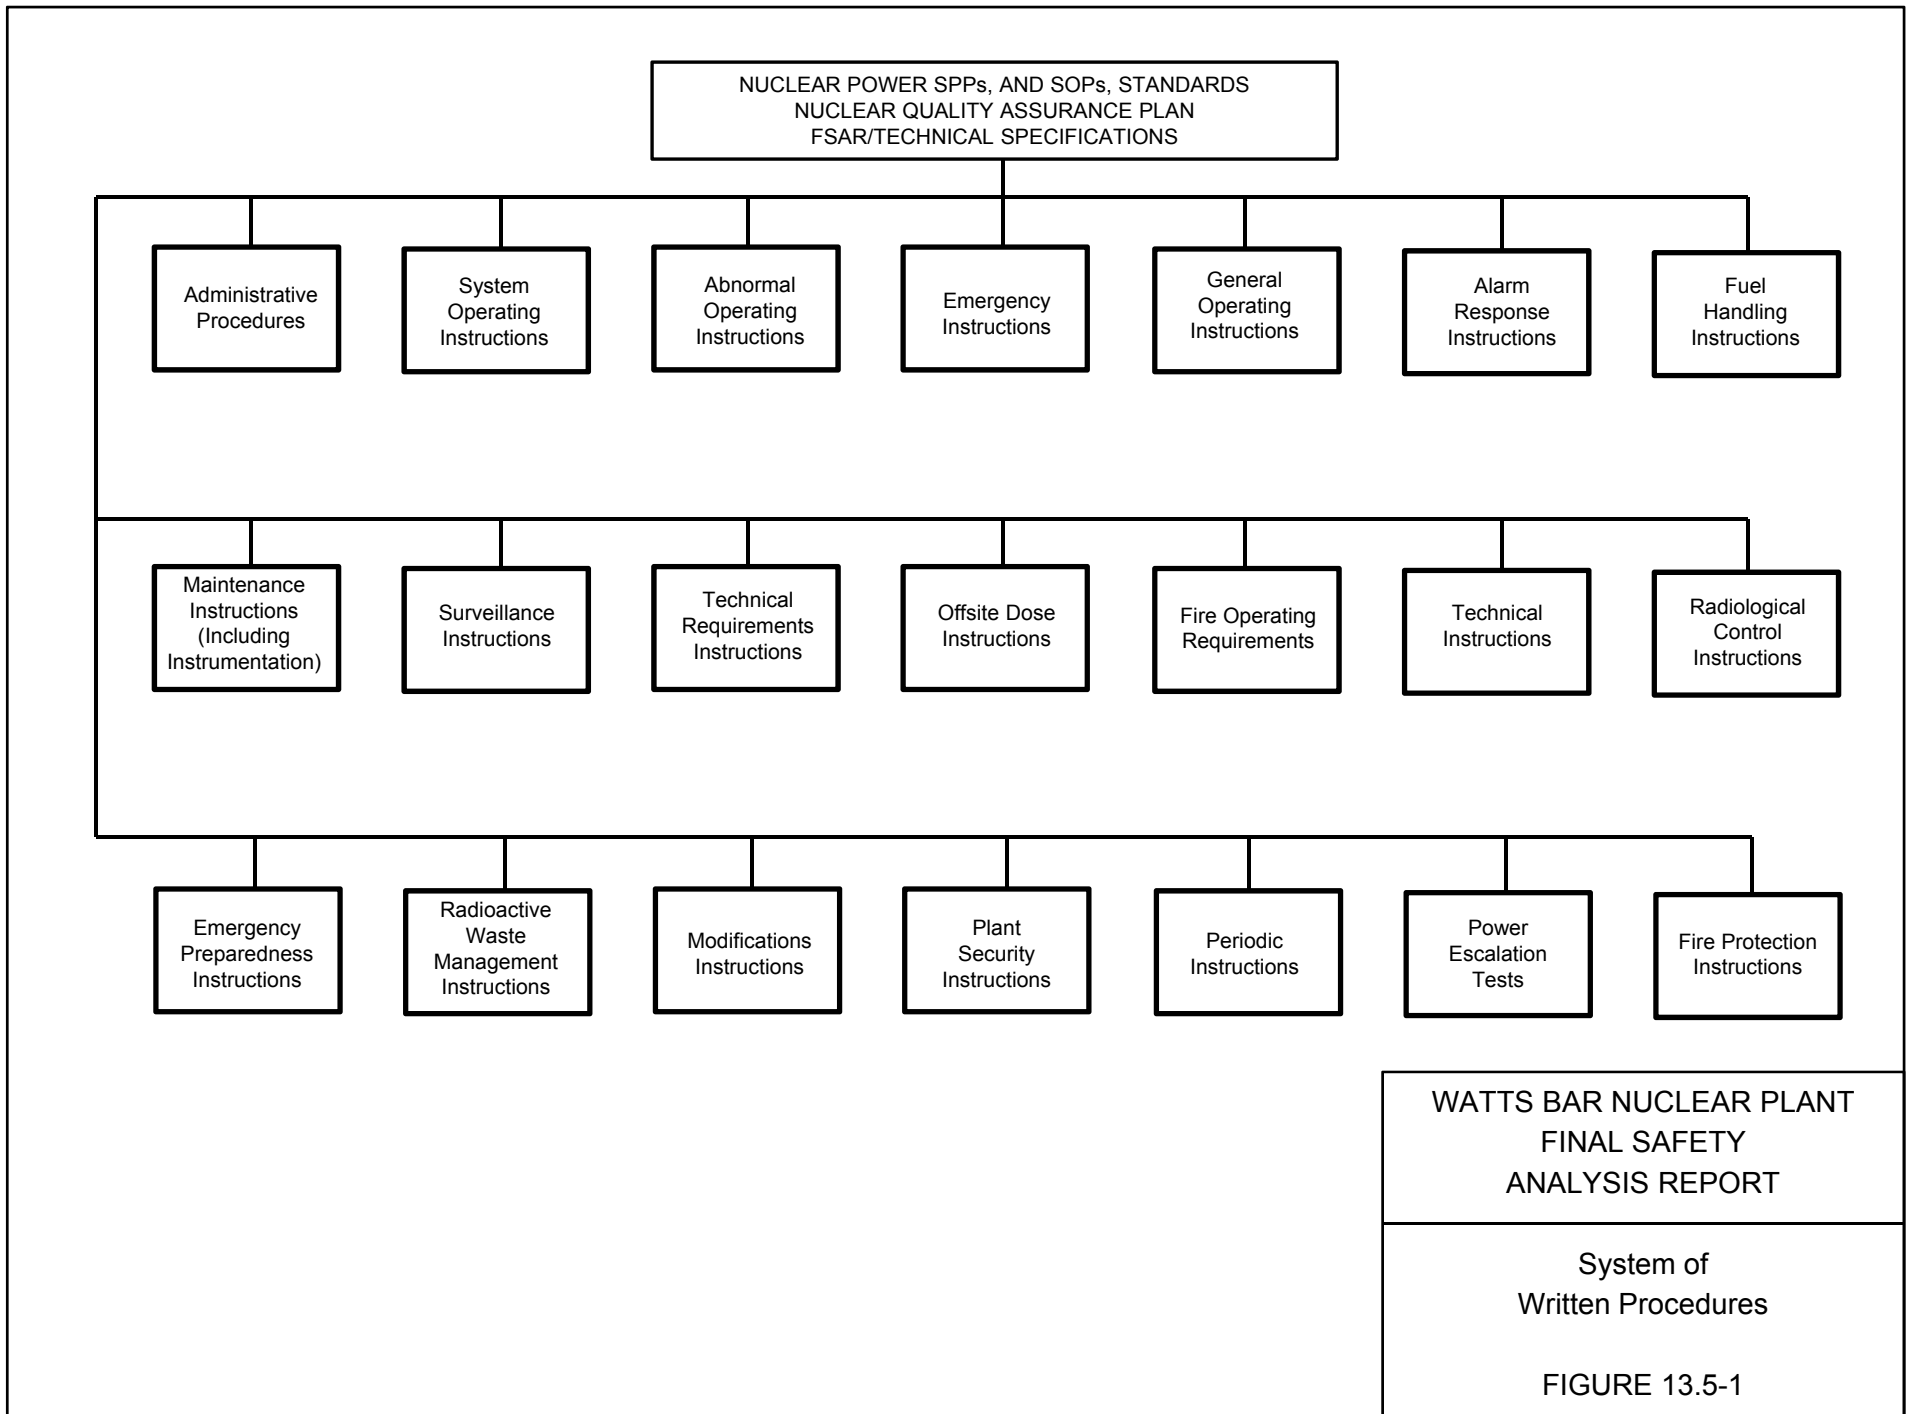 NUCLEAR POWER SPPs, AND SOPs, STANDARDS
NUCLEAR QUALITY ASSURANCE PLAN
FSAR/TECHNICAL SPECIFICATIONS
Administrative
Procedures
System
Operating
Instructions
Abnormal
Operating
Instructions
Emergency
Instructions
General
Operating
Instructions
Alarm
Response
Instructions
Fuel
Handling
Instructions
Maintenance
Instructions
(Including
Instrumentation)
Surveillance
Instructions
Technical
Requirements
Instructions
Offsite Dose
Instructions
Fire Operating
Requirements
Technical
Instructions
Radiological
Control
Instructions
Emergency
Preparedness
Instructions
Radioactive
Waste
Management
Instructions
Modifications
Instructions
Plant
Security
Instructions
Periodic
Instructions
Power
Escalation
Tests
Fire Protection
Instructions
WATTS BAR NUCLEAR PLANT
FINAL SAFETY
ANALYSIS REPORT
System of
Written Procedures
FIGURE 13.5-1